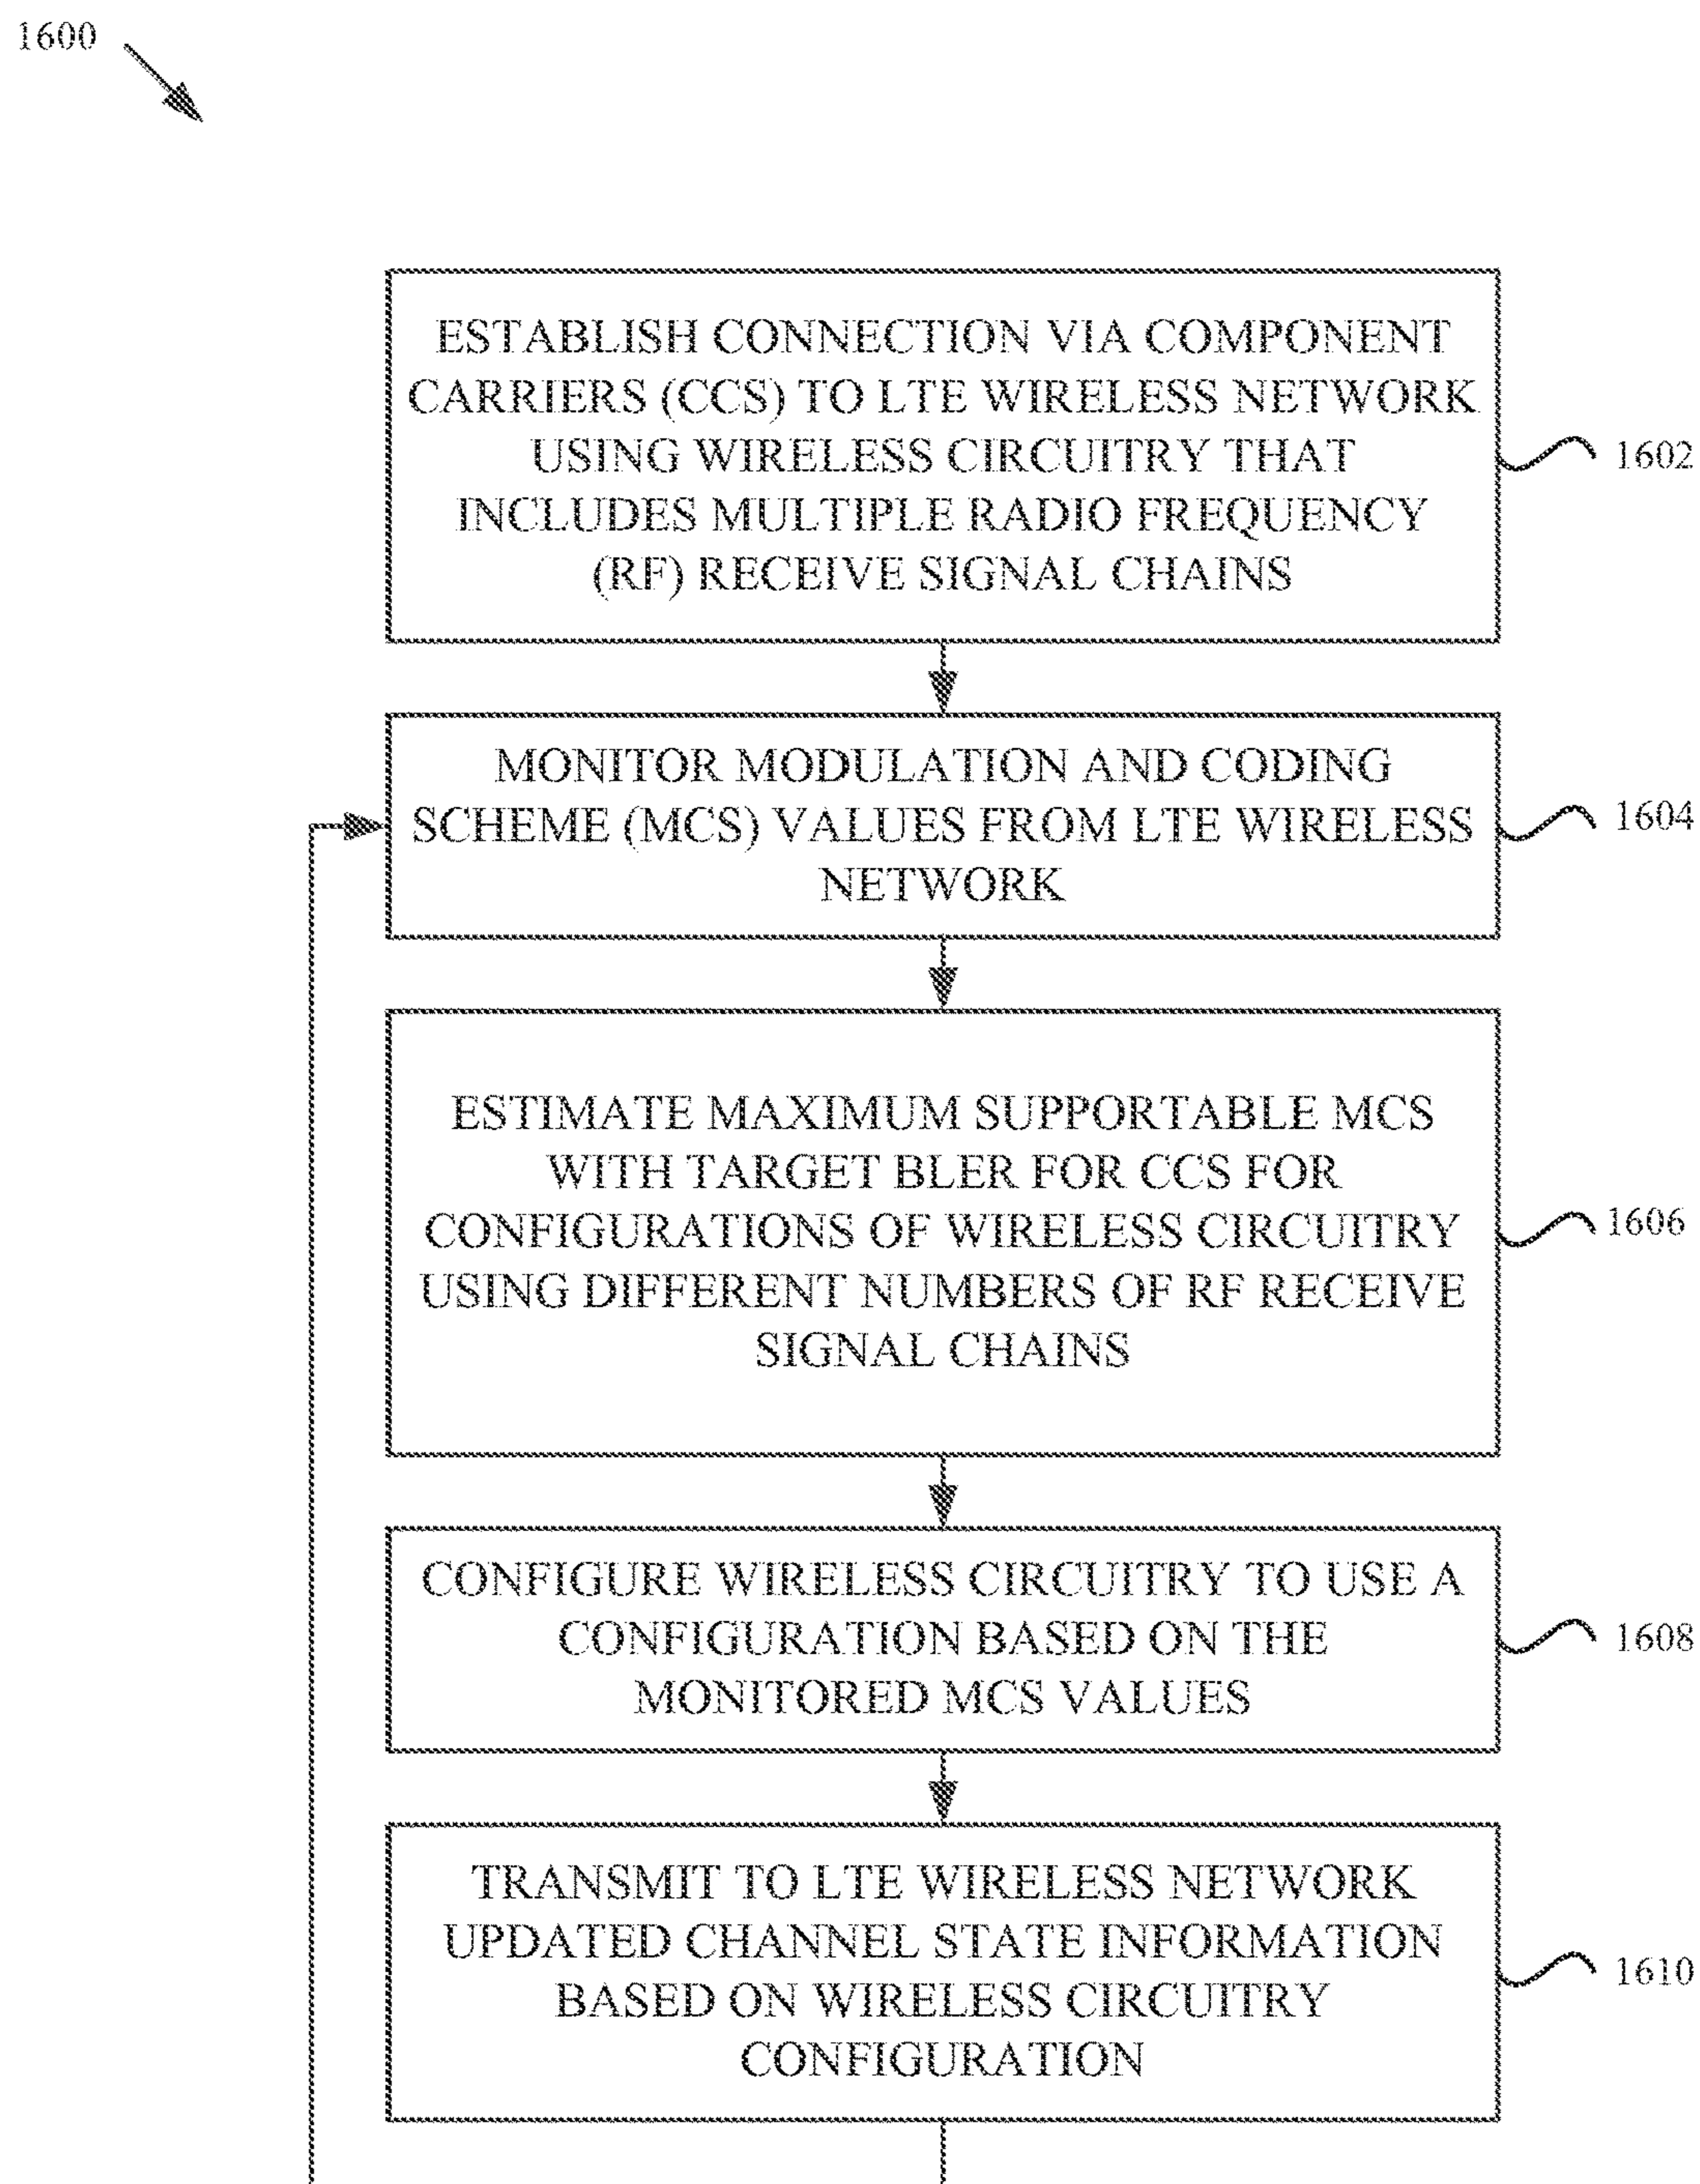 1600
ESTABLISH CONNECTION VIA COMPONENT
CARRIERS (CCS) TO LTE WIRELESS NETWORK
USING WIRELESS CIRCUITRY THAT
INCLUDES MULTIPLE RADIO FREQUENCY
(RF) RECEIVE SIGNAL CHAINS
1602
MONITOR MODULATION AND CODING
SCHEME (MCS) VALUES FROM LTE WIRELESS
NETWORK
1604
ESTIMATE MAXIMUM SUPPORTABLE MCS
WITH TARGET BLER FOR CCS FOR
CONFIGURATIONS OF WIRELESS CIRCUITRY
USING DIFFERENT NUMBERS OF RF RECEIVE
SIGNAL CHAINS
1606
CONFIGURE WIRELESS CIRCUITRY TO USE A
CONFIGURATION BASED ON THE
MONITORED MCS VALUES
1608
TRANSMIT TO LTE WIRELESS NETWORK
UPDATED CHANNEL STATE INFORMATION
BASED ON WIRELESS CIRCUITRY
CONFIGURATION
1610